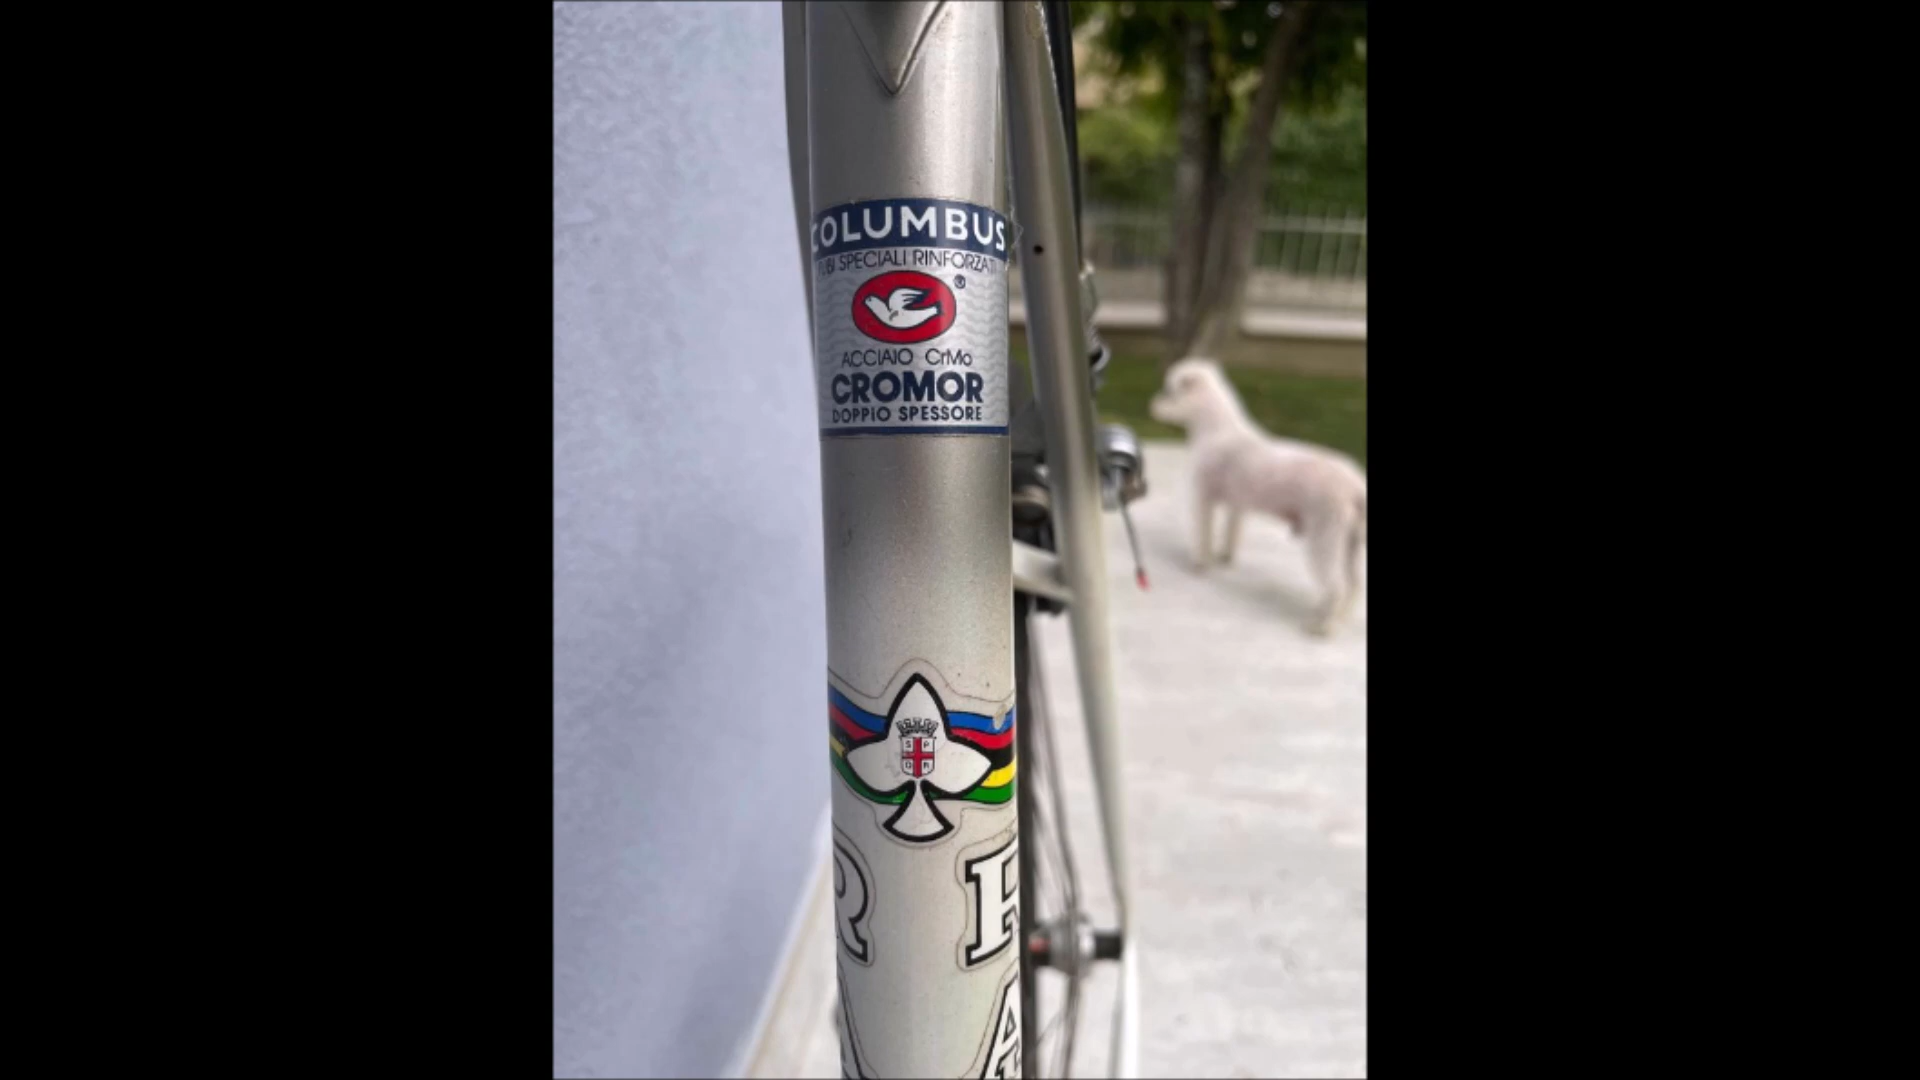 COLUMBUS
TUBI SPECIALI RINFORZATI
®
ACCIAIO CrMo
CROMOR
DOPPIO SPESSORE
S P
Q R
R